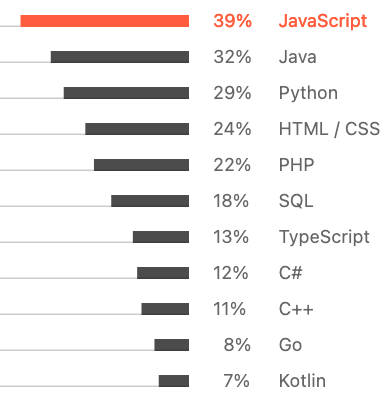 39% JavaScript
32% Java
29% Python
24% HTML / CSS
22% PHP
18% SQL
13% TypeScript
12% C#
11% C++
8% Go
7% Kotlin